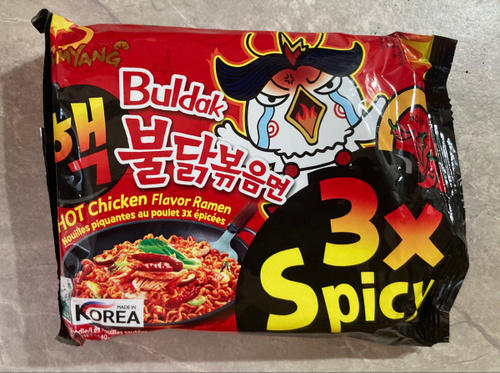 MYANG
Buldak
핵
불닭볶음면
HOT Chicken Flavor Ramen
Nouilles piquantes au poulet 3X épicées
3x
Spicy
MADE IN
KOREA